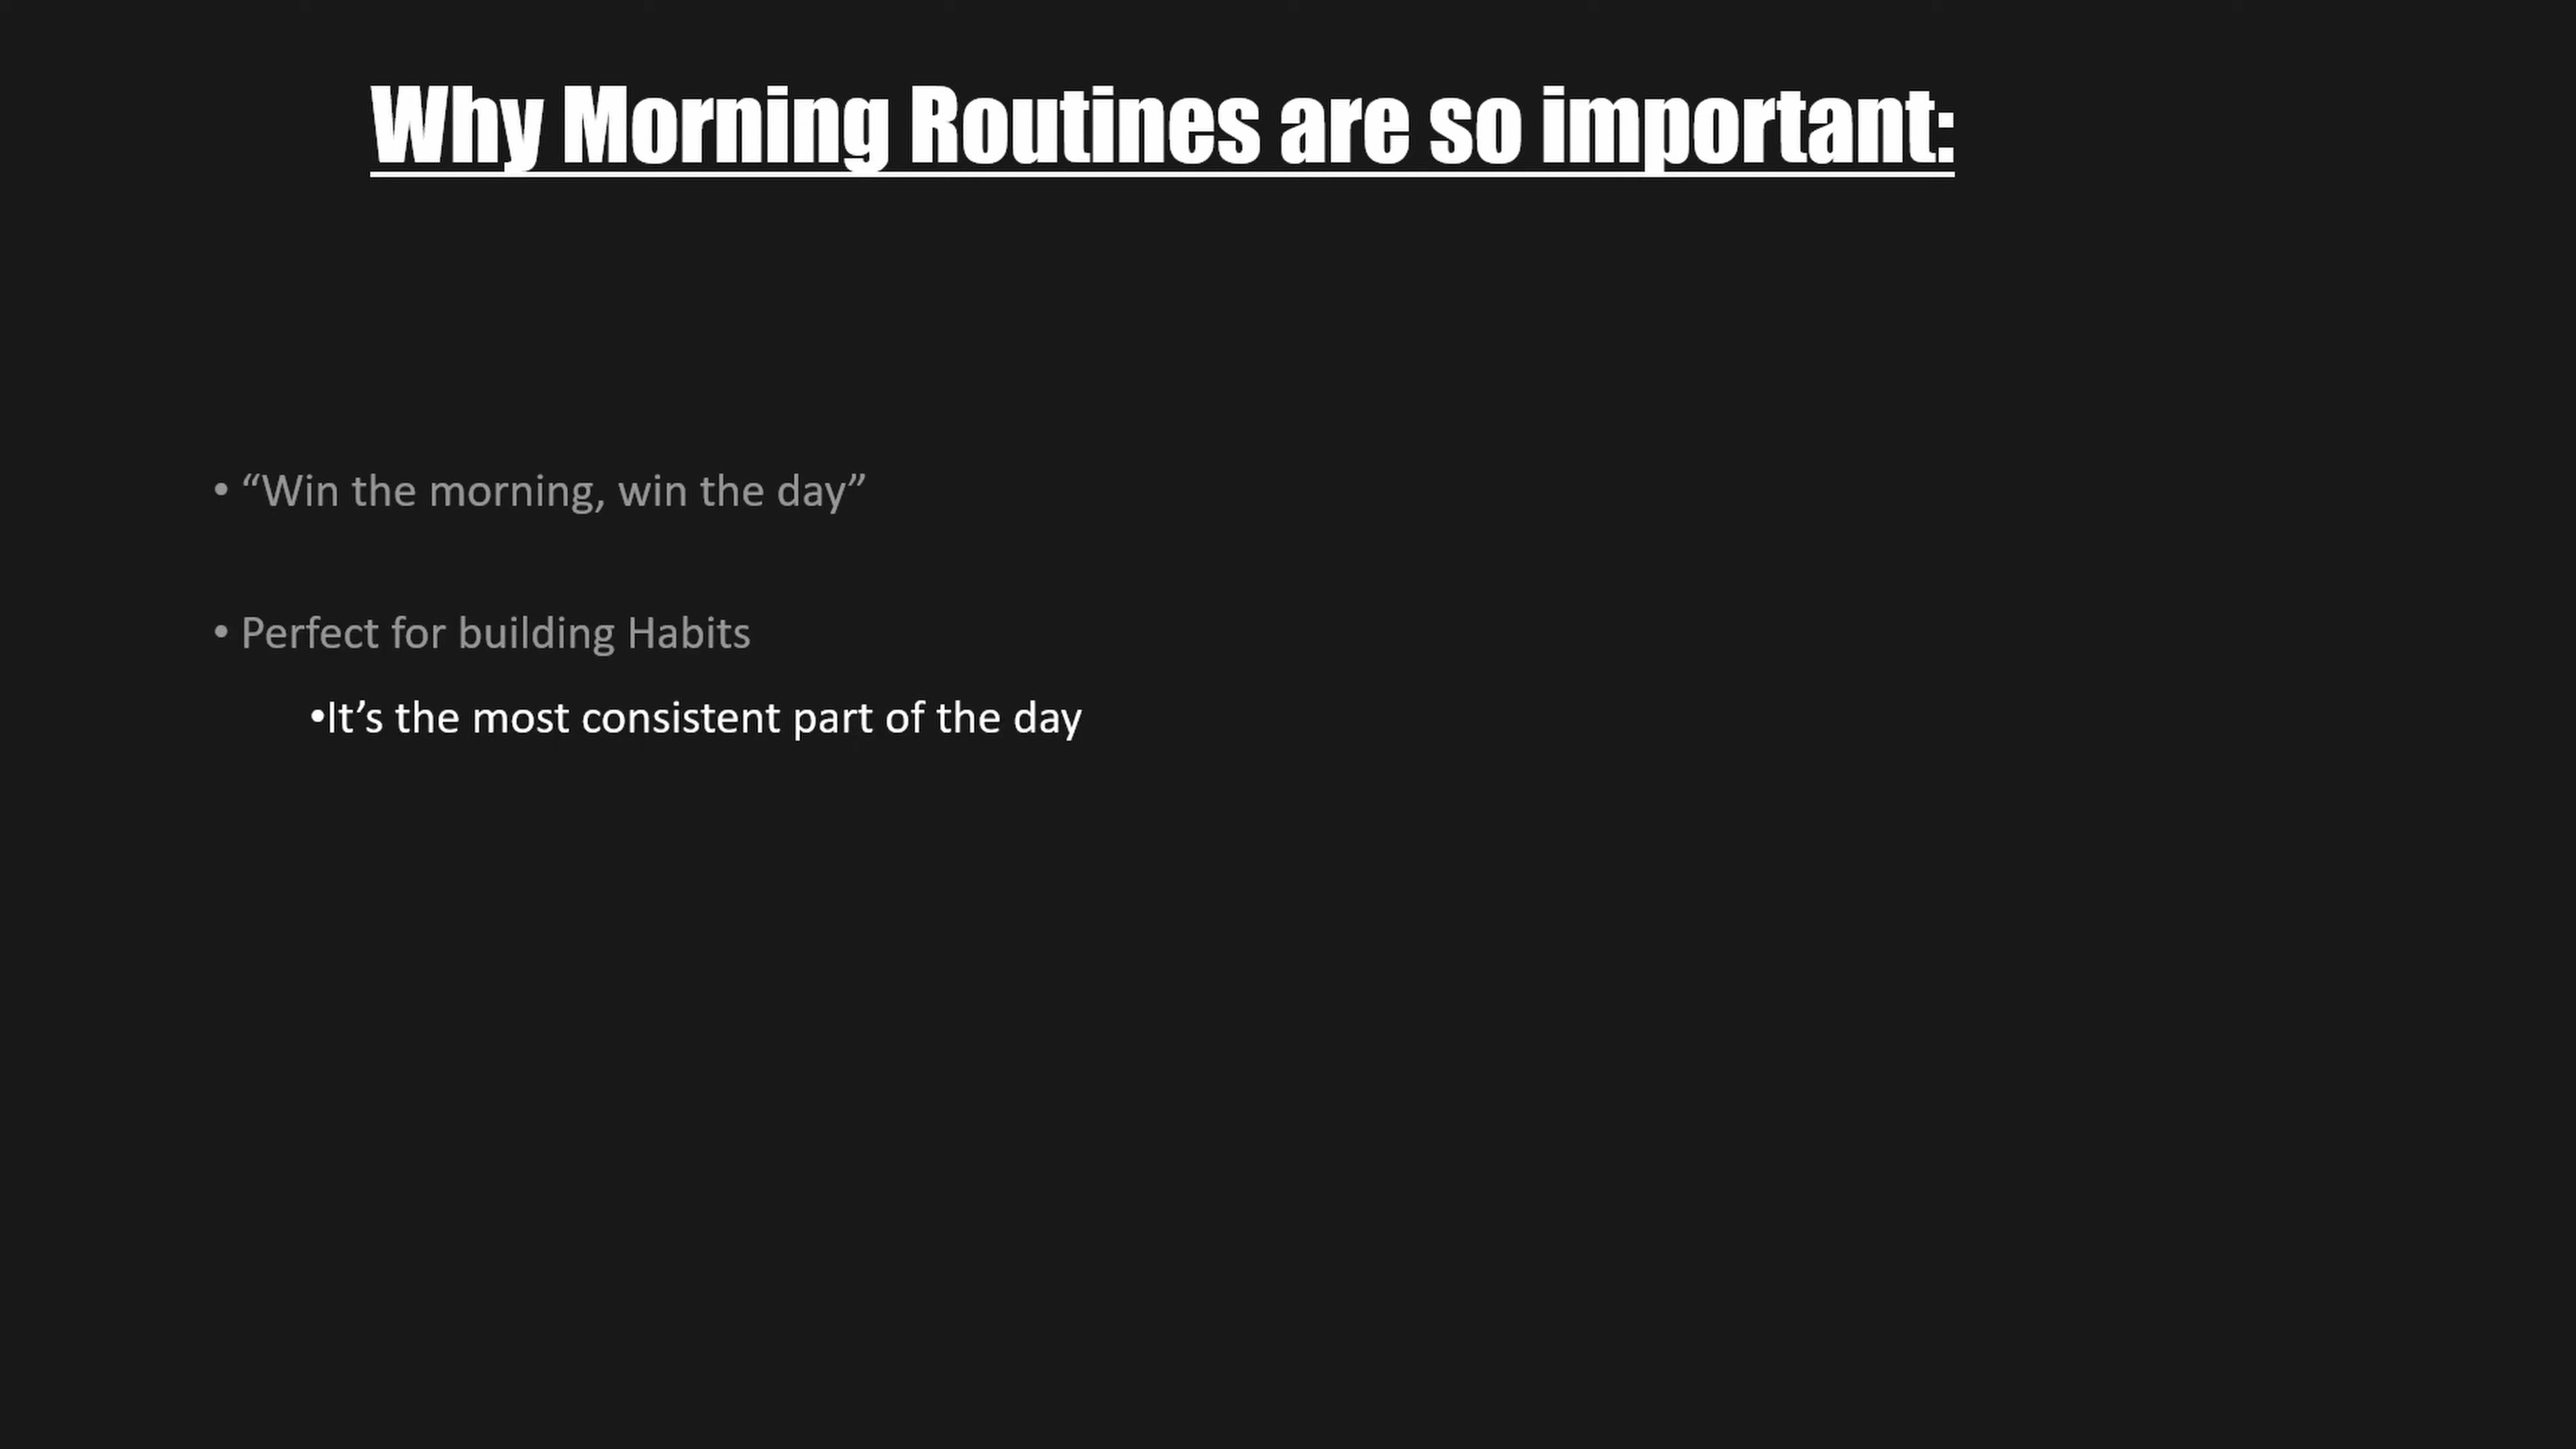 Why Morning Routines are so important:
• “Win the morning, win the day”
• Perfect for building Habits
•It’s the most consistent part of the day